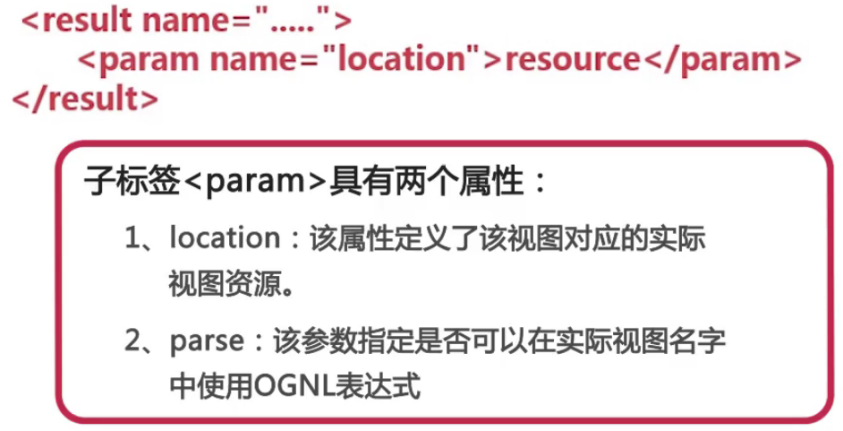 <result name=".....">
<param name="location">resource</param>
</result>
子标签<param>具有两个属性：
1、location：该属性定义了该视图对应的实际
视图资源。
2、parse：该参数指定是否可以在实际视图名字
中使用OGNL表达式